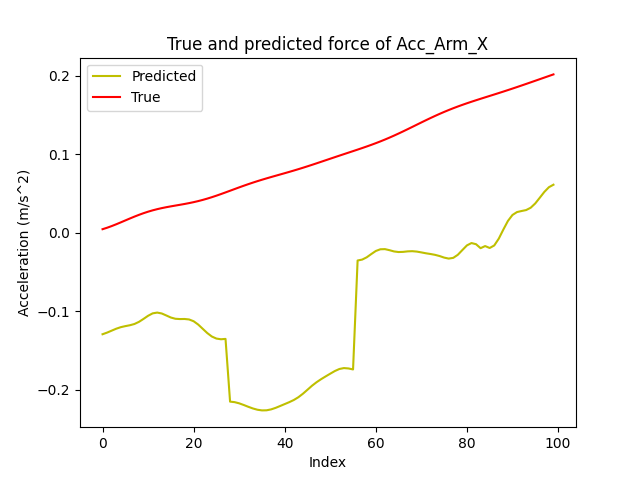 True and predicted force of Acc_Arm_X
Predicted
True
0.2
0.1
0.0
−0.1
−0.2
Acceleration (m/s^2)
0 20 40 60 80 100
Index